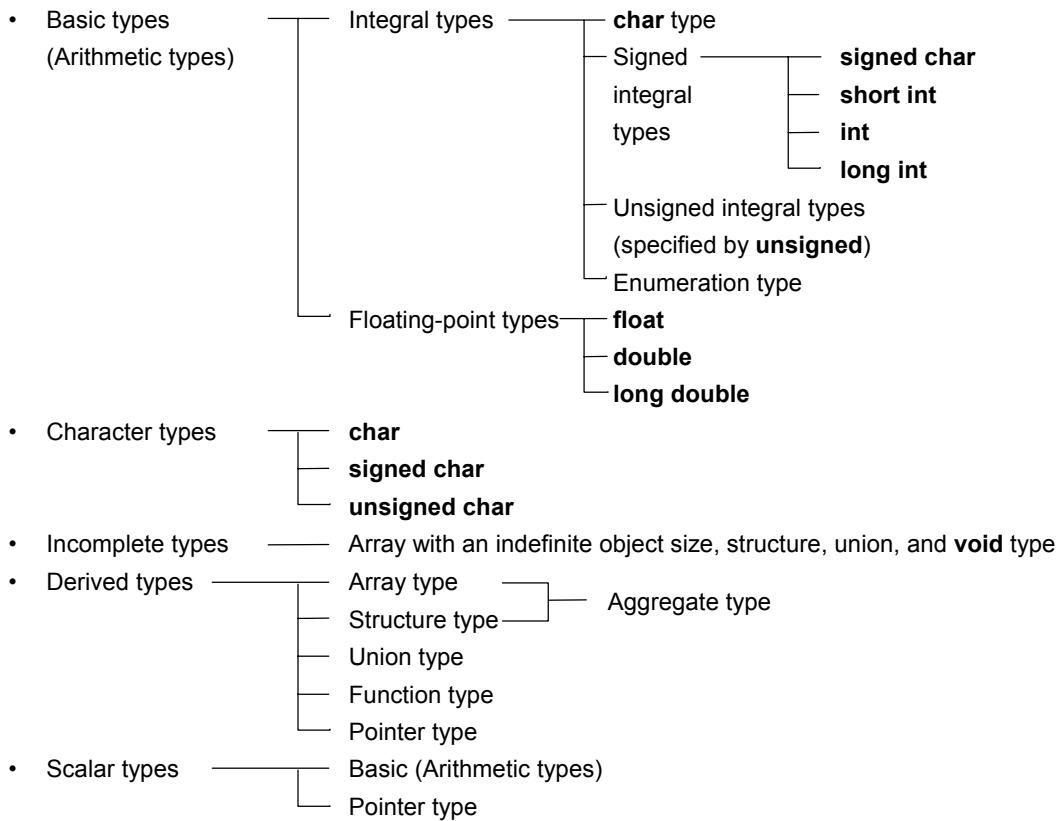 • Basic types Integral types char type
(Arithmetic types) Signed signed char
integral short int
types int
long int
Unsigned integral types
(specified by unsigned)
Enumeration type
Floating-point types float
double
long double
• Character types char
signed char
unsigned char
• Incomplete types Array with an indefinite object size, structure, union, and void type
• Derived types Array type
Aggregate type
Structure type
Union type
Function type
Pointer type
• Scalar types Basic (Arithmetic types)
Pointer type